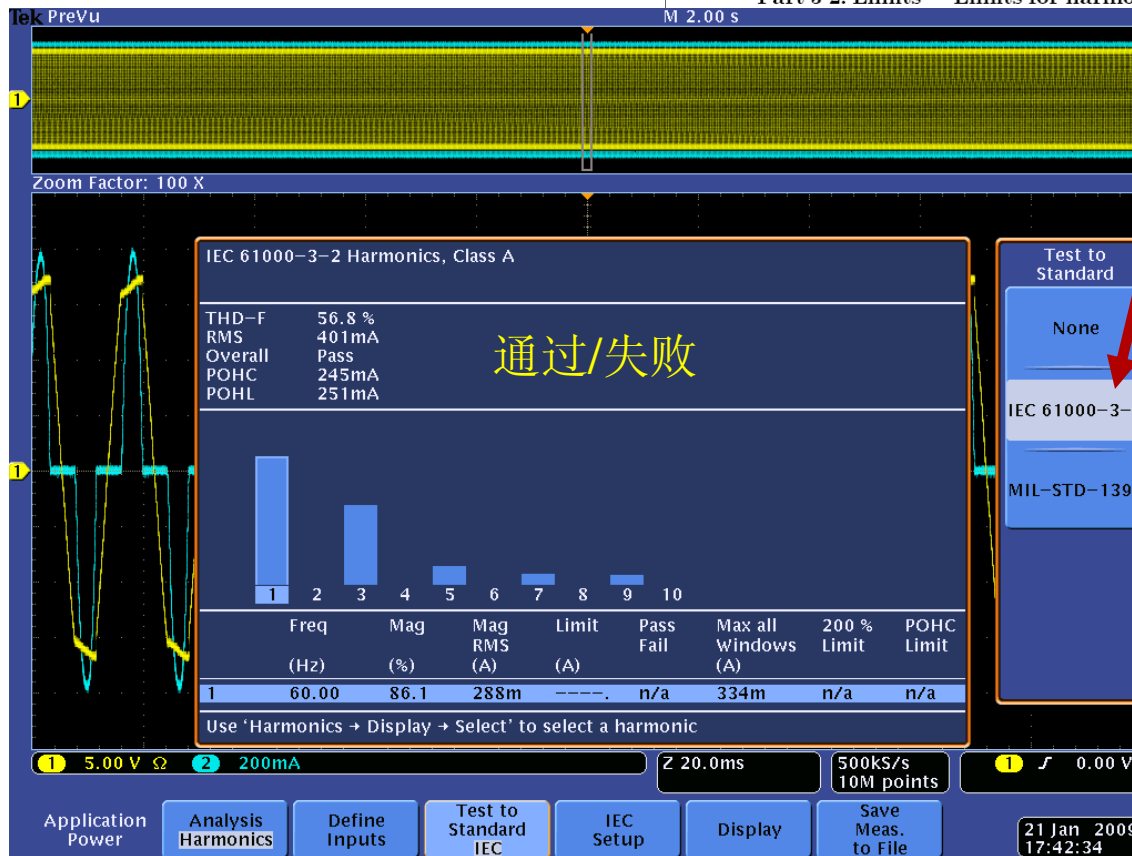 Part 3-2: Limits — Limits for harmo
Tek PreVu
M 2.00 s
1
Zoom Factor: 100 X
IEC 61000-3-2 Harmonics, Class A
THD-F 56.8 %
RMS 401mA
Overall Pass
POHC 245mA
POHL 251mA
通过/失败
1 2 3 4 5 6 7 8 9 10
Freq Mag Mag Limit Pass Max all 200 % POHC
RMS Fail Windows Limit Limit
(Hz) (%) (A) (A) (A)
1 60.00 86.1 288m ----. n/a 334m n/a n/a
Use ‘Harmonics → Display → Select’ to select a harmonic
1
Test to
Standard
None
IEC 61000-3-
MIL-STD-139
1 5.00 V Ω 2 200mA
Z 20.0ms
500kS/s
10M points
1 0.00 V
Application
Power
Analysis
Harmonics
Define
Inputs
Test to
Standard
IEC
IEC
Setup
Display
Save
Meas.
to File
21 Jan 2009
17:42:34